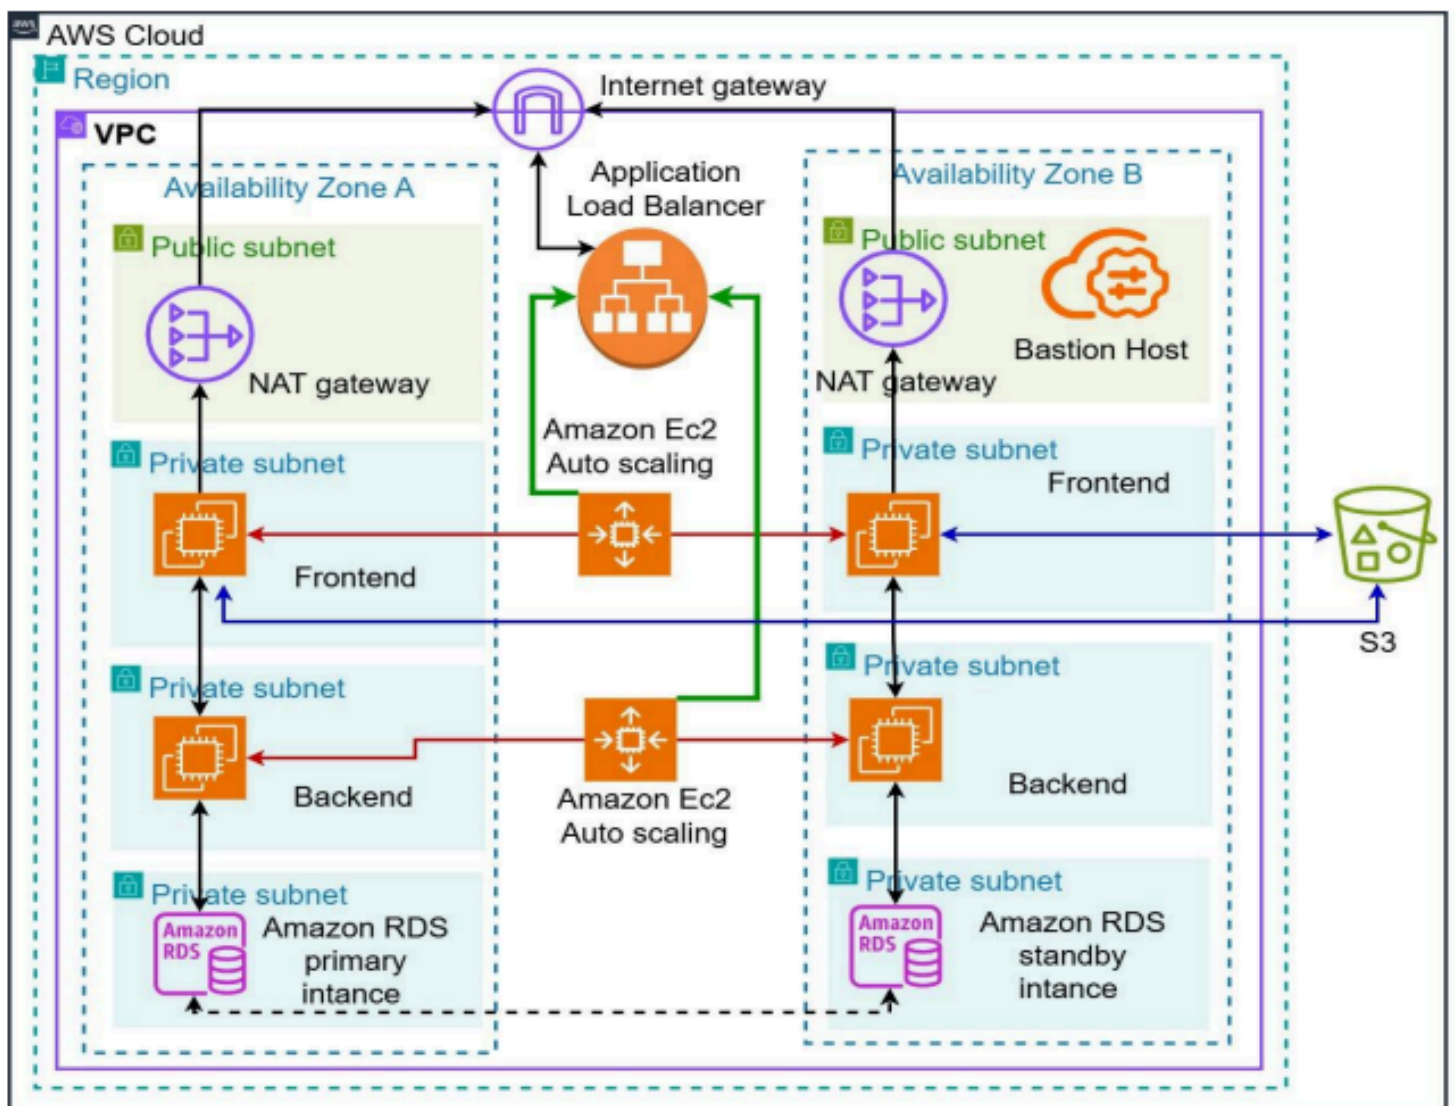 aws
AWS Cloud
Region
Internet gateway
VPC
Availability Zone A
Application
Load Balancer
Availability Zone B
Public subnet
Public subnet
Bastion Host
NAT gateway
NAT gateway
Amazon Ec2
Auto scaling
Private subnet
Private subnet
Frontend
Frontend
S3
Private subnet
Private subnet
Backend
Backend
Amazon Ec2
Auto scaling
Private subnet
Private subnet
Amazon
RDS
Amazon RDS
primary
intance
Amazon
RDS
Amazon RDS
standby
intance